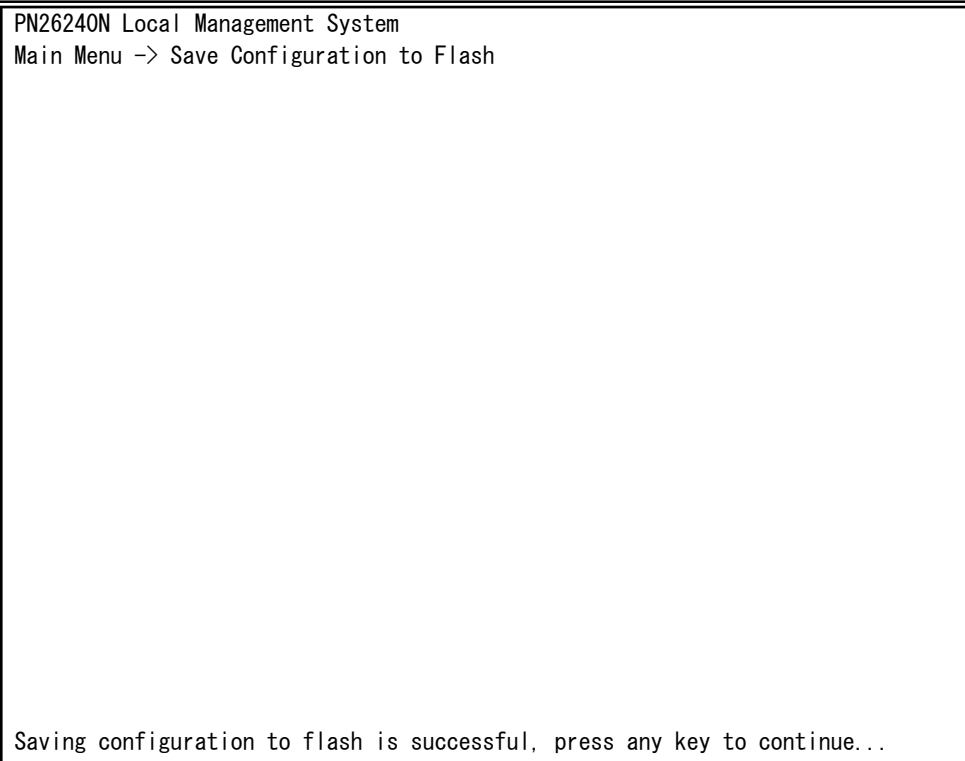 PN26240N Local Management System
Main Menu -> Save Configuration to Flash
Saving configuration to flash is successful, press any key to continue...